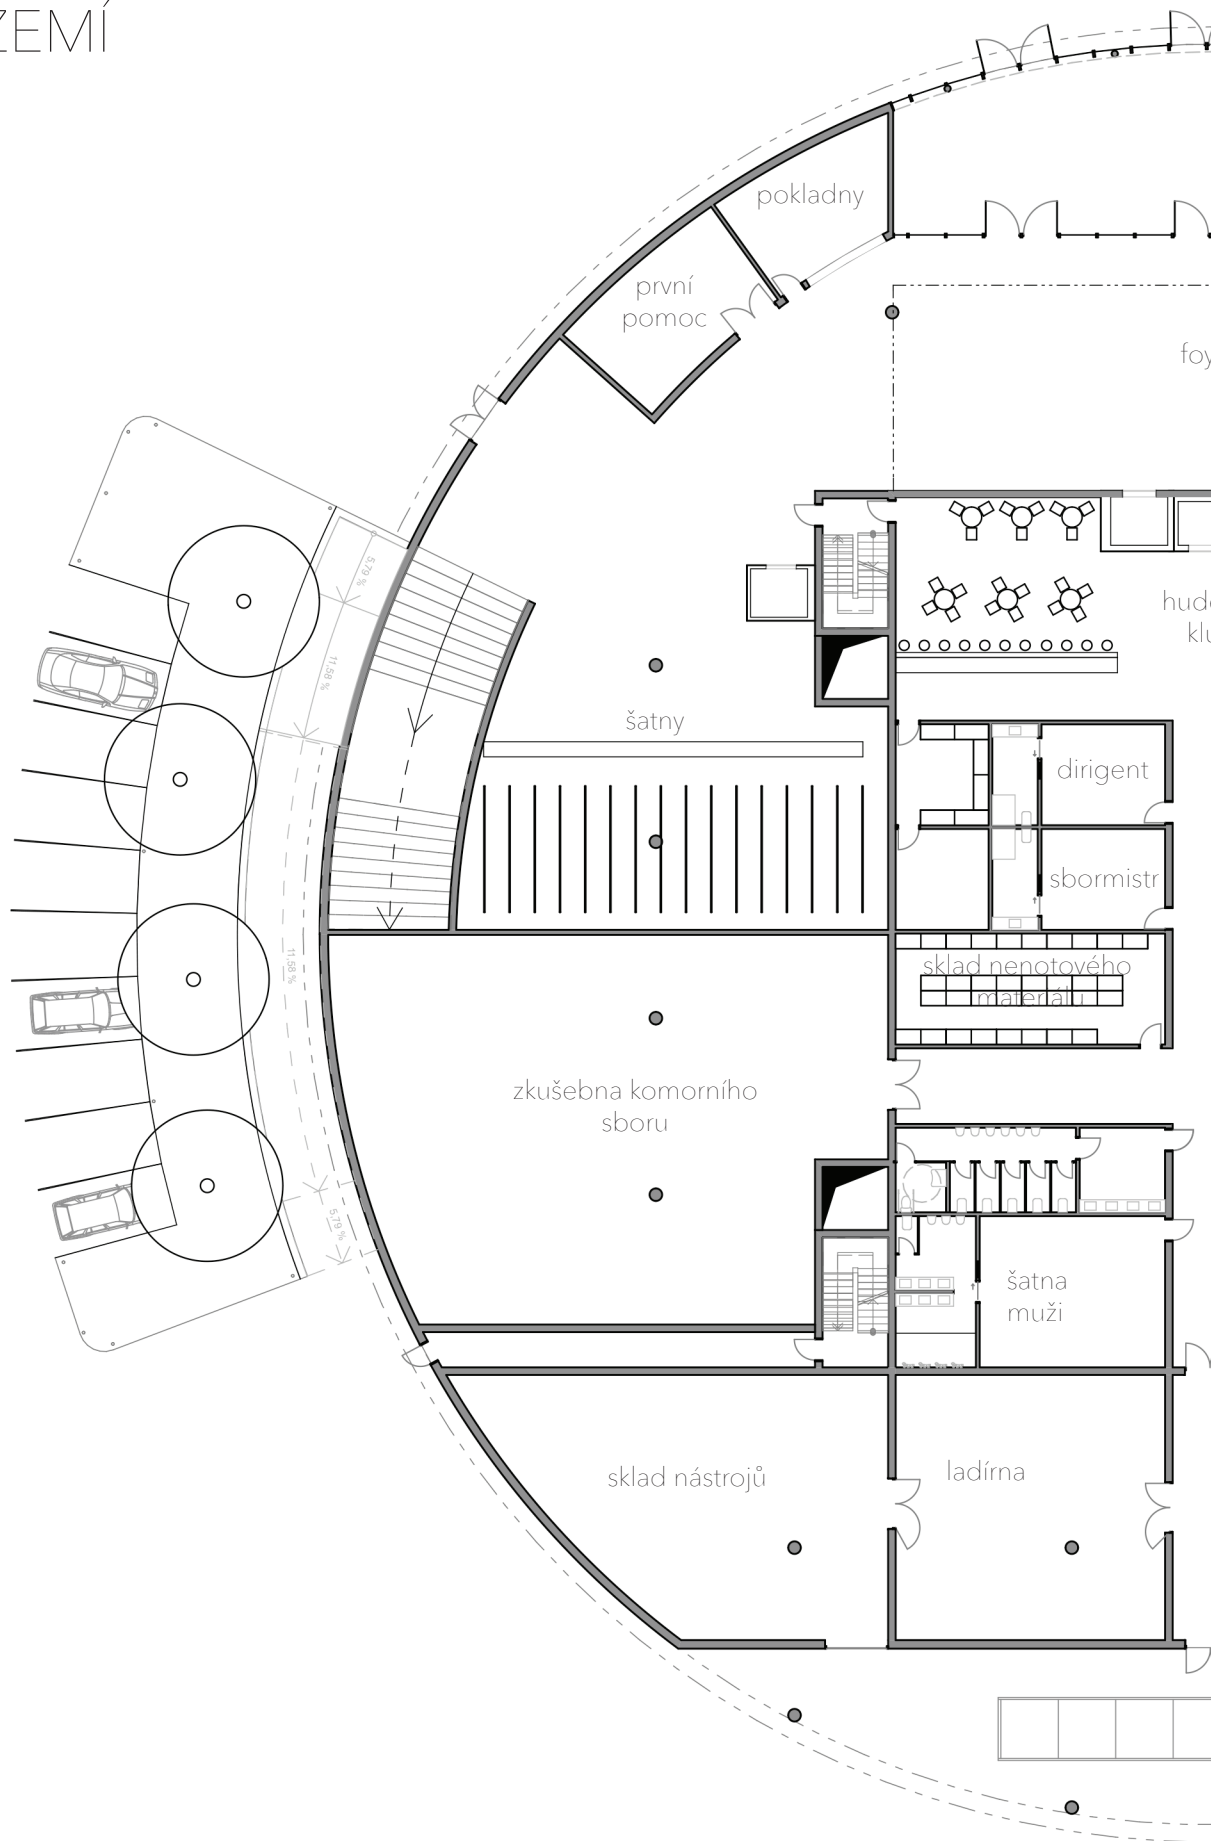 ZEMÍ
pokladny
první
pomoc
foy
5,79 %
hud
klu
11,58 %
šatny
dirigent
sbormistr
sklad nenotového
materiálu
11,58 %
zkušebna komorního
sboru
5,79 %
šatna
muži
sklad nástrojů
ladírna